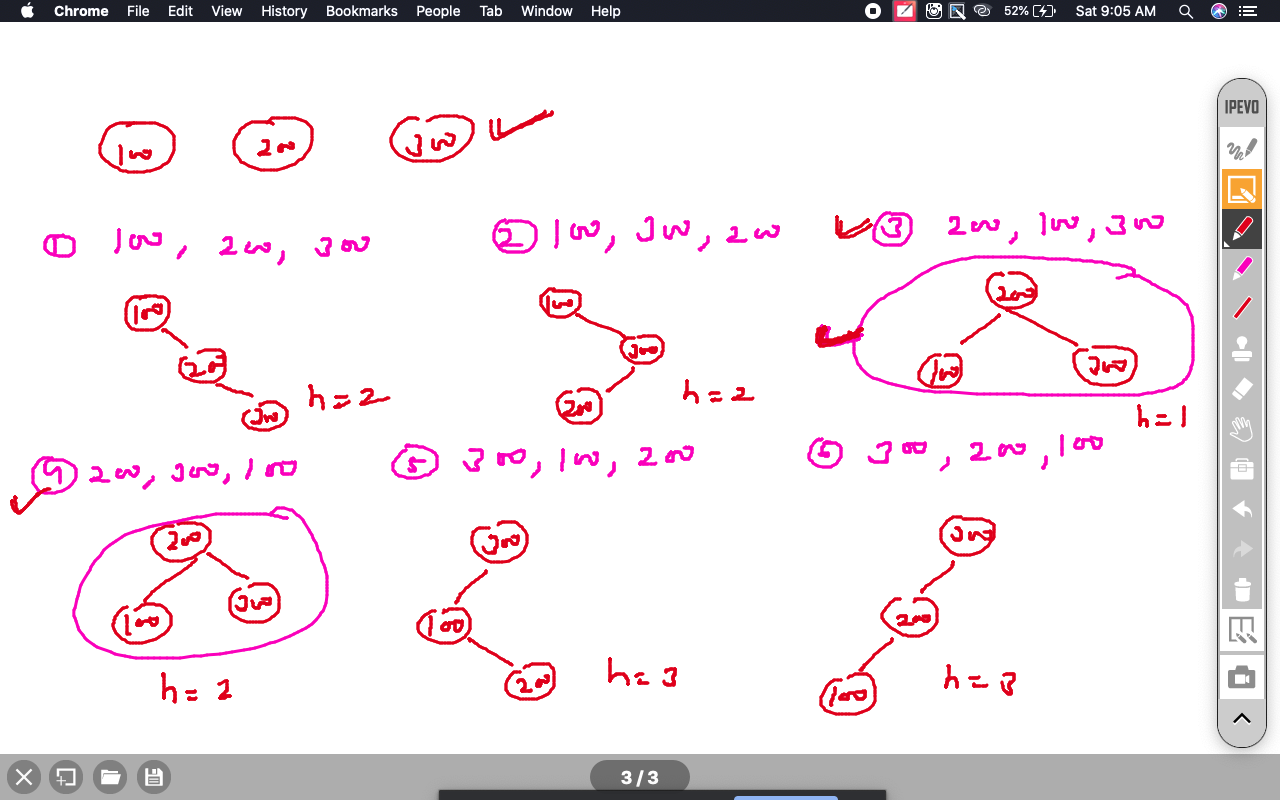 Chrome File Edit View History Bookmarks People Tab Window Help 52% Sat 9:05 AM
IPEVO
100 200 300
① 100, 200, 300
② 100, 300, 200
③ 200, 100, 300
100
200
300
h=2
100
300
200
h=2
200
100 300
h=1
④ 200, 300, 100
⑤ 300, 100, 200
⑥ 300, 200, 100
200
100 300
h=2
300
100
200
h=3
300
200
100
h=3
3/3